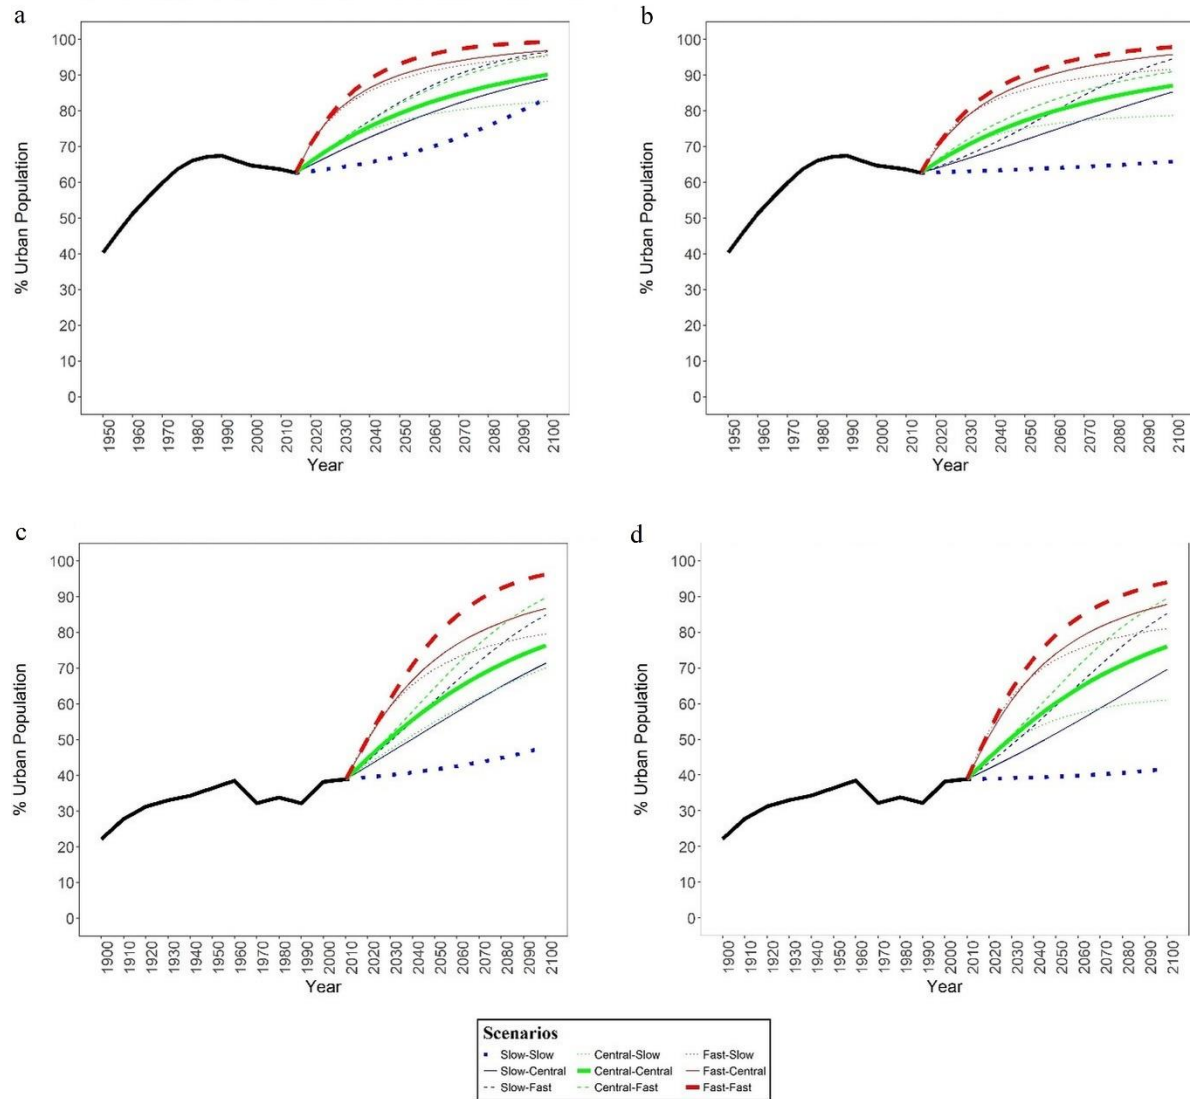 a
100
90
80
70
60
50
40
30
20
10
0
% Urban Population
1950 1960 1970 1980 1990 2000 2010 2020 2030 2040 2050 2060 2070 2080 2090 2100
Year
b
100
90
80
70
60
50
40
30
20
10
0
% Urban Population
1950 1960 1970 1980 1990 2000 2010 2020 2030 2040 2050 2060 2070 2080 2090 2100
Year
c
100
90
80
70
60
50
40
30
20
10
0
% Urban Population
1900 1910 1920 1930 1940 1950 1960 1970 1980 1990 2000 2010 2020 2030 2040 2050 2060 2070 2080 2090 2100
Year
d
100
90
80
70
60
50
40
30
20
10
0
% Urban Population
1900 1910 1920 1930 1940 1950 1960 1970 1980 1990 2000 2010 2020 2030 2040 2050 2060 2070 2080 2090 2100
Year
Scenarios
Slow-Slow Central-Slow Fast-Slow
Slow-Central Central-Central Fast-Central
Slow-Fast Central-Fast Fast-Fast